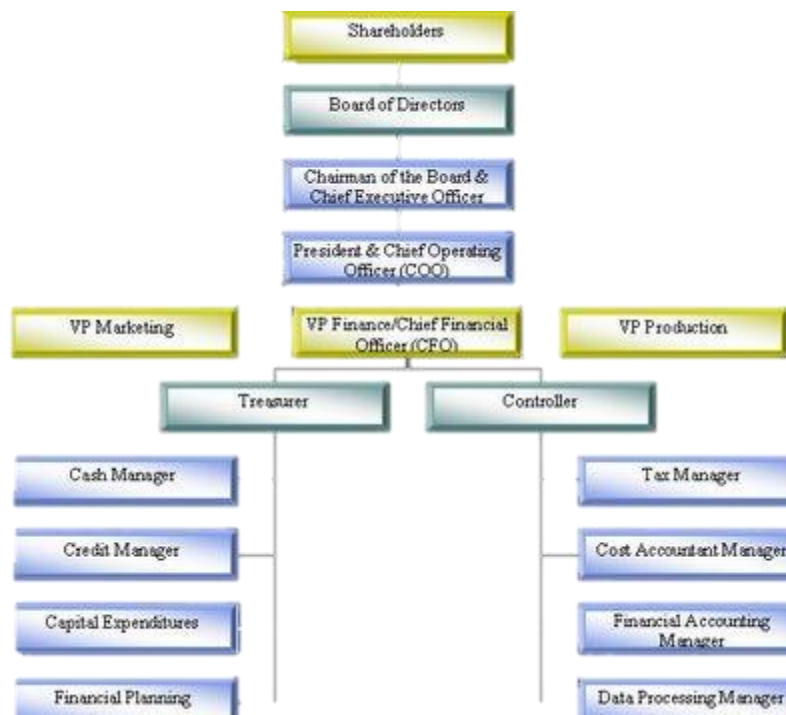 Shareholders
Board of Directors
Chairman of the Board &
Chief Executive Officer
President & Chief Operating
Officer (COO)
VP Marketing
VP Finance/Chief Financial
Officer (CFO)
VP Production
Treasurer
Controller
Cash Manager
Tax Manager
Credit Manager
Cost Accountant Manager
Capital Expenditures
Financial Accounting
Manager
Financial Planning
Data Processing Manager